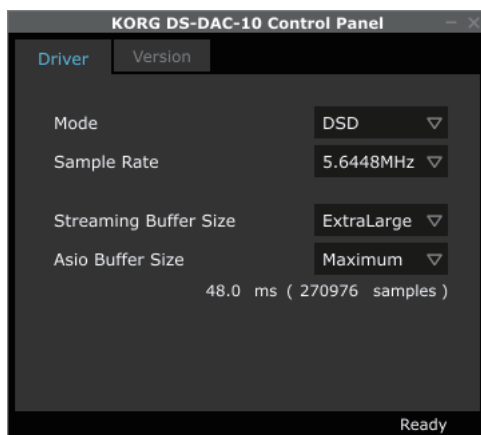 KORG DS-DAC-10 Control Panel
Driver Version
Mode DSD
Sample Rate 5.6448MHz
Streaming Buffer Size ExtraLarge
Asio Buffer Size Maximum
48.0 ms ( 270976 samples )
Ready